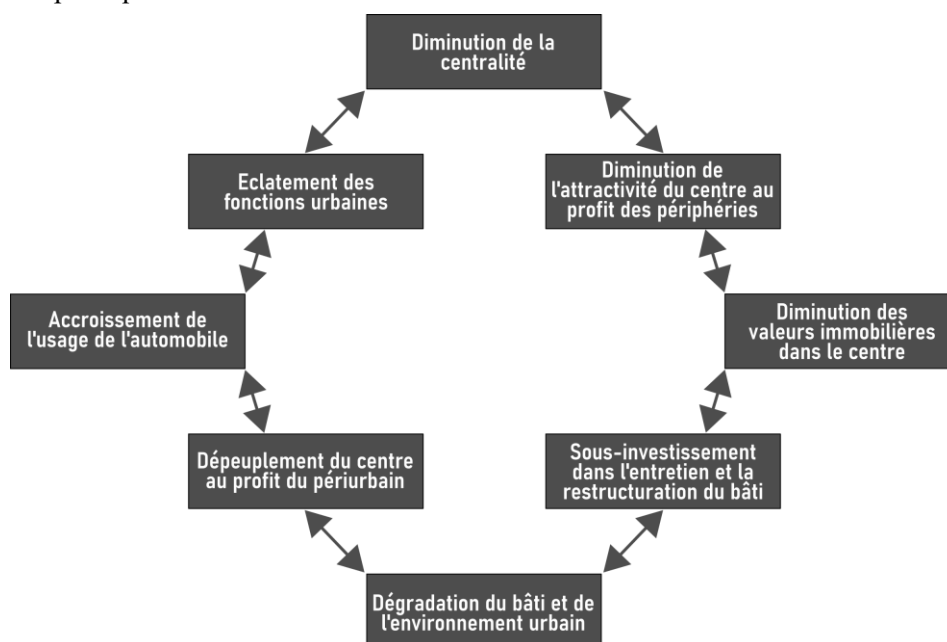 Diminution de la
centralité
Eclatement des
fonctions urbaines
Diminution de
l'attractivité du centre au
profit des périphéries
Accroissement de
l'usage de l'automobile
Diminution des
valeurs immobilières
dans le centre
Dépeuplement du centre
au profit du périurbain
Sous-investissement
dans l'entretien et la
restructuration du bâti
Dégradation du bâti et de
l'environnement urbain